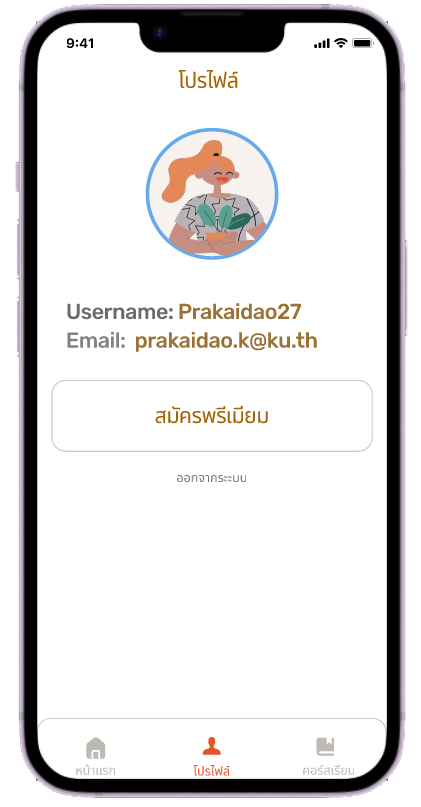 9:41
โปรไฟล์
Username: Prakaidao27
Email: prakaidao.k@ku.th
สมัครพรีเมียม
ออกจากระะบบ
หน้าแรก
โปรไฟล์
คอร์สเรียน